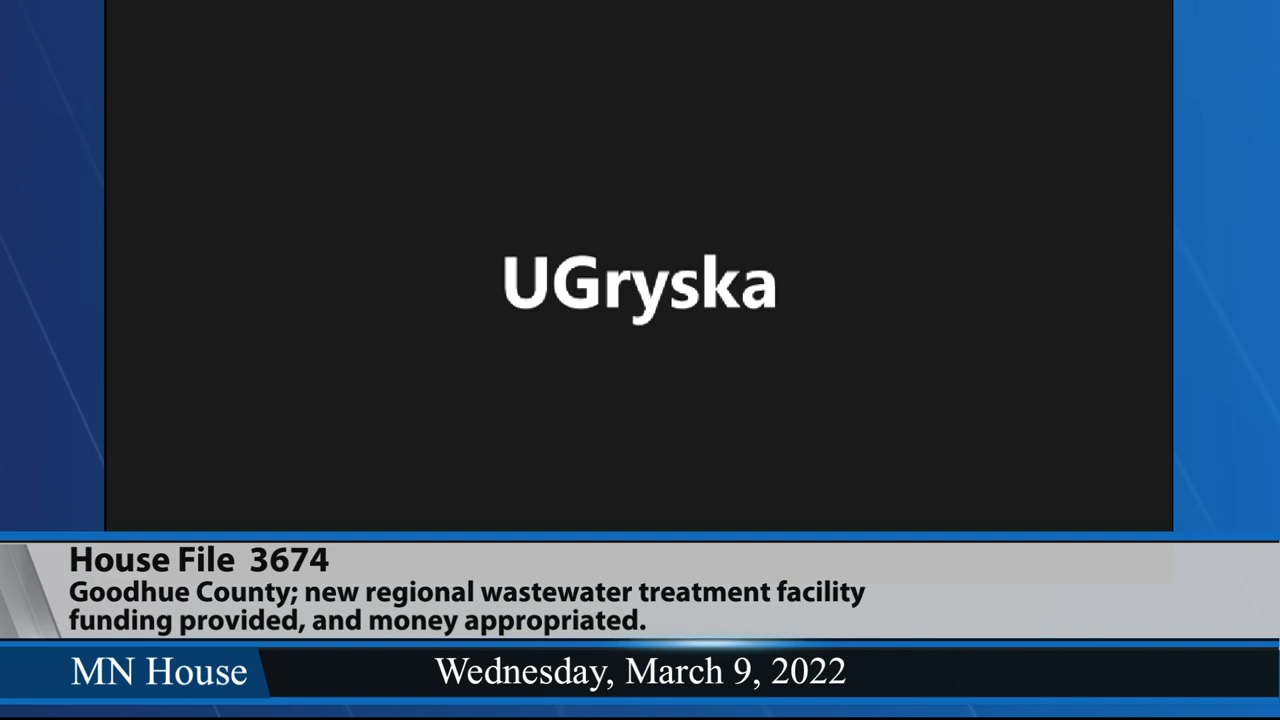 UGryska
House File 3674
Goodhue County; new regional wastewater treatment facility
funding provided, and money appropriated.
MN House
Wednesday, March 9, 2022